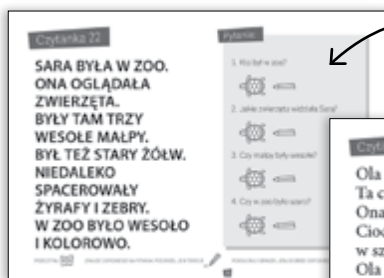 Czytanka 22
SARA BYŁA W ZOO.
ONA OGLĄDAŁA
ZWIERZĘTA.
BYŁY TAM TRZY
WESOŁE MAŁPY.
BYŁ TEŻ STARY ŻÓŁW.
NIEDALEKO
SPACEROWAŁY
ŻYRAFY I ZEBRY.
W ZOO BYŁO WESOŁO
I KOLOROWO.
Pytania
1. Kto był w zoo?
2. Jakie zwierzęta widziała Sara?
3. Czy małpy były wesołe?
4. Czy w zoo było szaro?
Ola
Ta
Ona
w
Ola